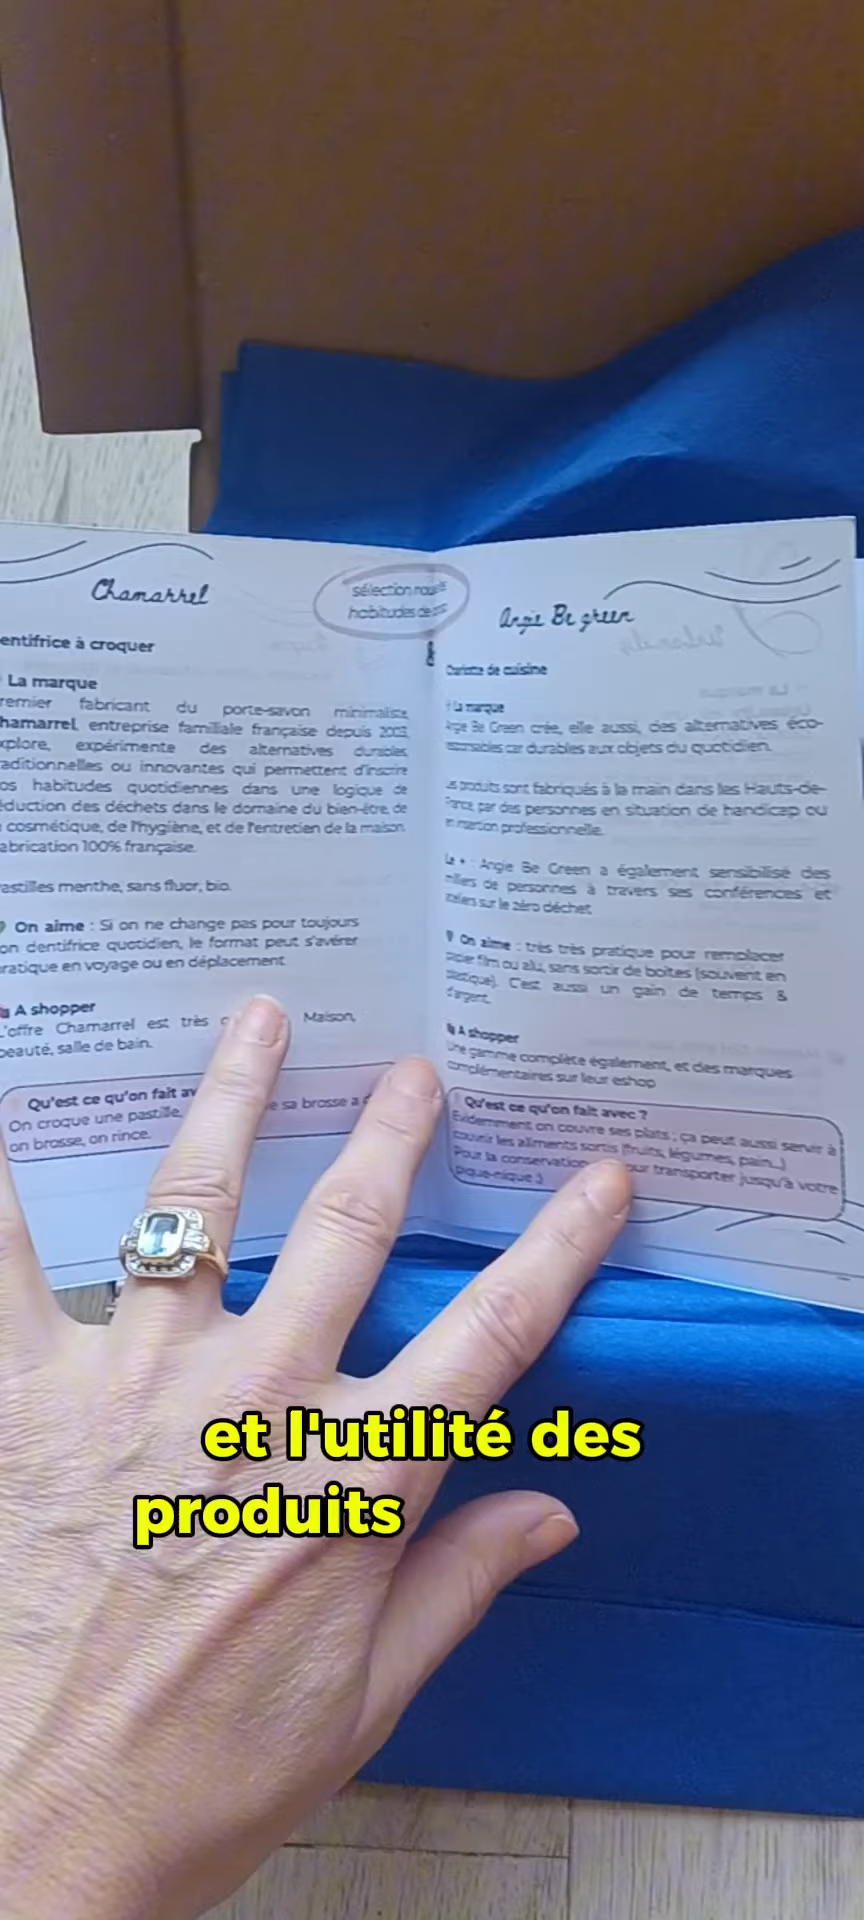 Chamarrel
sélection
habitudes de
entifrice à croquer
La marque
remier fabricant du porte-savon minimaliste,
hamarrel, entreprise familiale française depuis 2003,
xplore, expérimente des alternatives durables,
raditionnelles ou innovantes qui permettent d'inscrire
os habitudes quotidiennes dans une logique de
éduction des déchets dans le domaine du bien-être, de
cosmétique, de l'hygiène, et de l'entretien de la maison.
abrication 100% française.
astilles menthe, sans fluor, bio.
On aime : Si on ne change pas pour toujours
on dentifrice quotidien, le format peut s'avérer
ratique en voyage ou en déplacement
A shopper
L'offre Chamarrel est très Maison,
beauté, salle de bain.
Qu'est ce qu'on fait av
On croque une pastille, e sa brosse a
on brosse, on rince.
Angie Be green
Charlotte de cuisine
La marque
Angie Be Green crée, elle aussi, des alternatives éco-
responsables car durables aux objets du quotidien.
Les produits sont fabriqués à la main dans les Hauts-de-
France, par des personnes en situation de handicap ou
en insertion professionnelle.
Le + : Angie Be Green a également sensibilisé des
milliers de personnes à travers ses conférences et
ateliers sur le zéro déchet
On aime : très très pratique pour remplacer
papier film ou alu, sans sortir de boites (souvent en
plastique). C'est aussi un gain de temps &
d'argent.
A shopper
Une gamme complète également, et des marques
complémentaires sur leur eshop
Qu'est ce qu'on fait avec ?
Evidemment on couvre ses plats ; ça peut aussi servir à
couvrir les aliments sortis (fruits, légumes, pain...)
Pour la conservation our transporter jusqu'à votre
pique-nique :)
et l'utilité des
produits